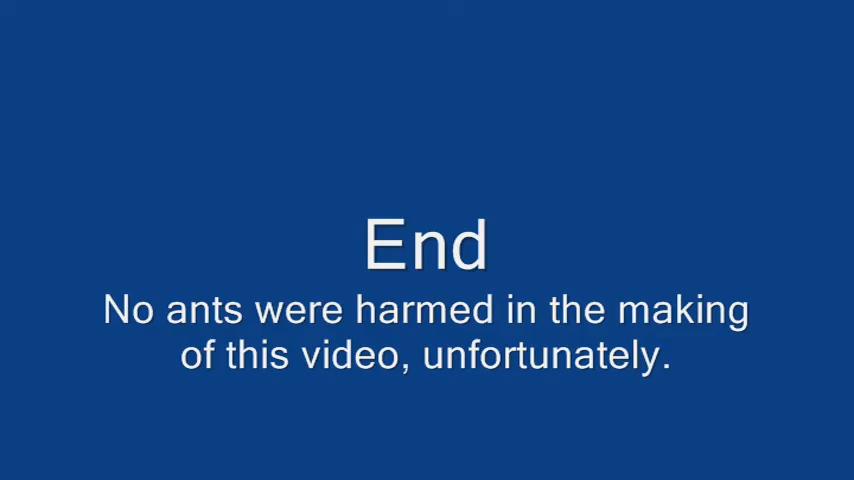 End
No ants were harmed in the making
of this video, unfortunately.